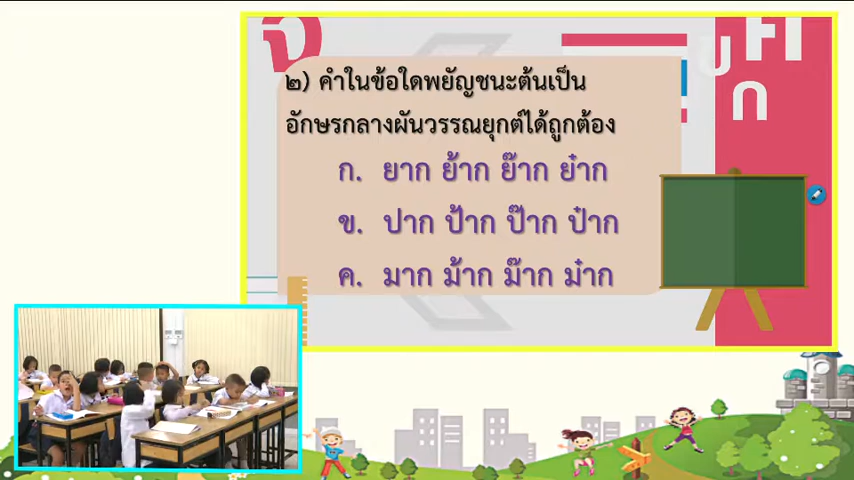 ๒) คำในข้อใดพยัญชนะต้นเป็น
อักษรกลางผันวรรณยุกต์ได้ถูกต้อง
ก. ยาก ย้าก ย๊าก ย๋าก
ข. ปาก ป้าก ป๊าก ป๋าก
ค. มาก ม้าก ม๊าก ม๋าก